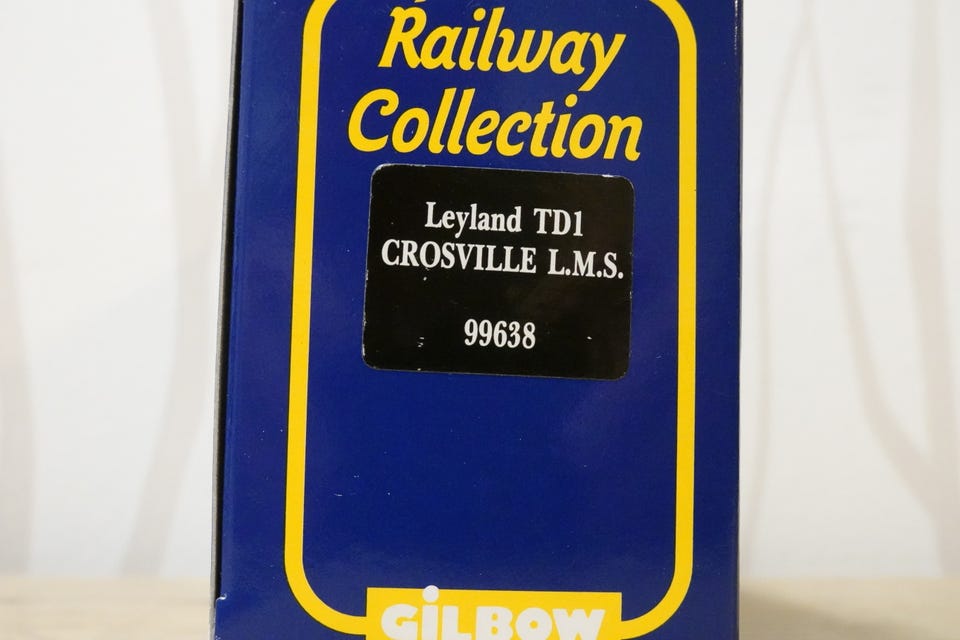 Railway
Collection
Leyland TD1
CROSVILLE L.M.S.
99638
GiLBOW